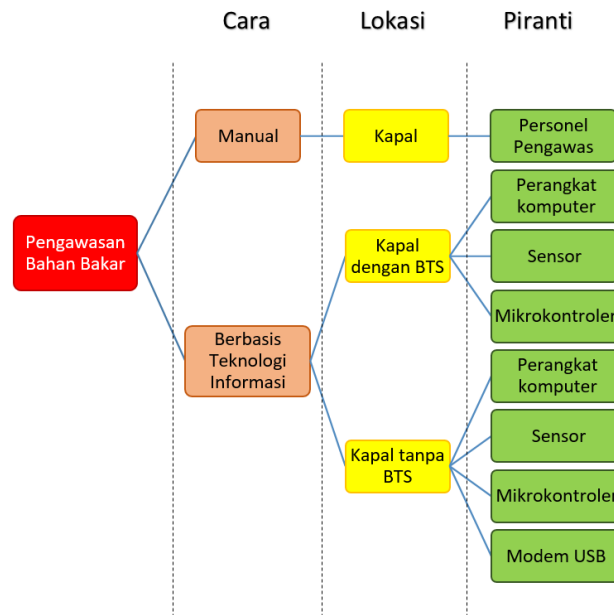 Cara
Lokasi
Piranti
Manual
Kapal
Personel
Pengawas
Perangkat
komputer
Pengawasan
Bahan Bakar
Kapal
dengan BTS
Sensor
Mikrokontroler
Berbasis
Teknologi
Informasi
Perangkat
komputer
Kapal tanpa
BTS
Sensor
Mikrokontroler
Modem USB